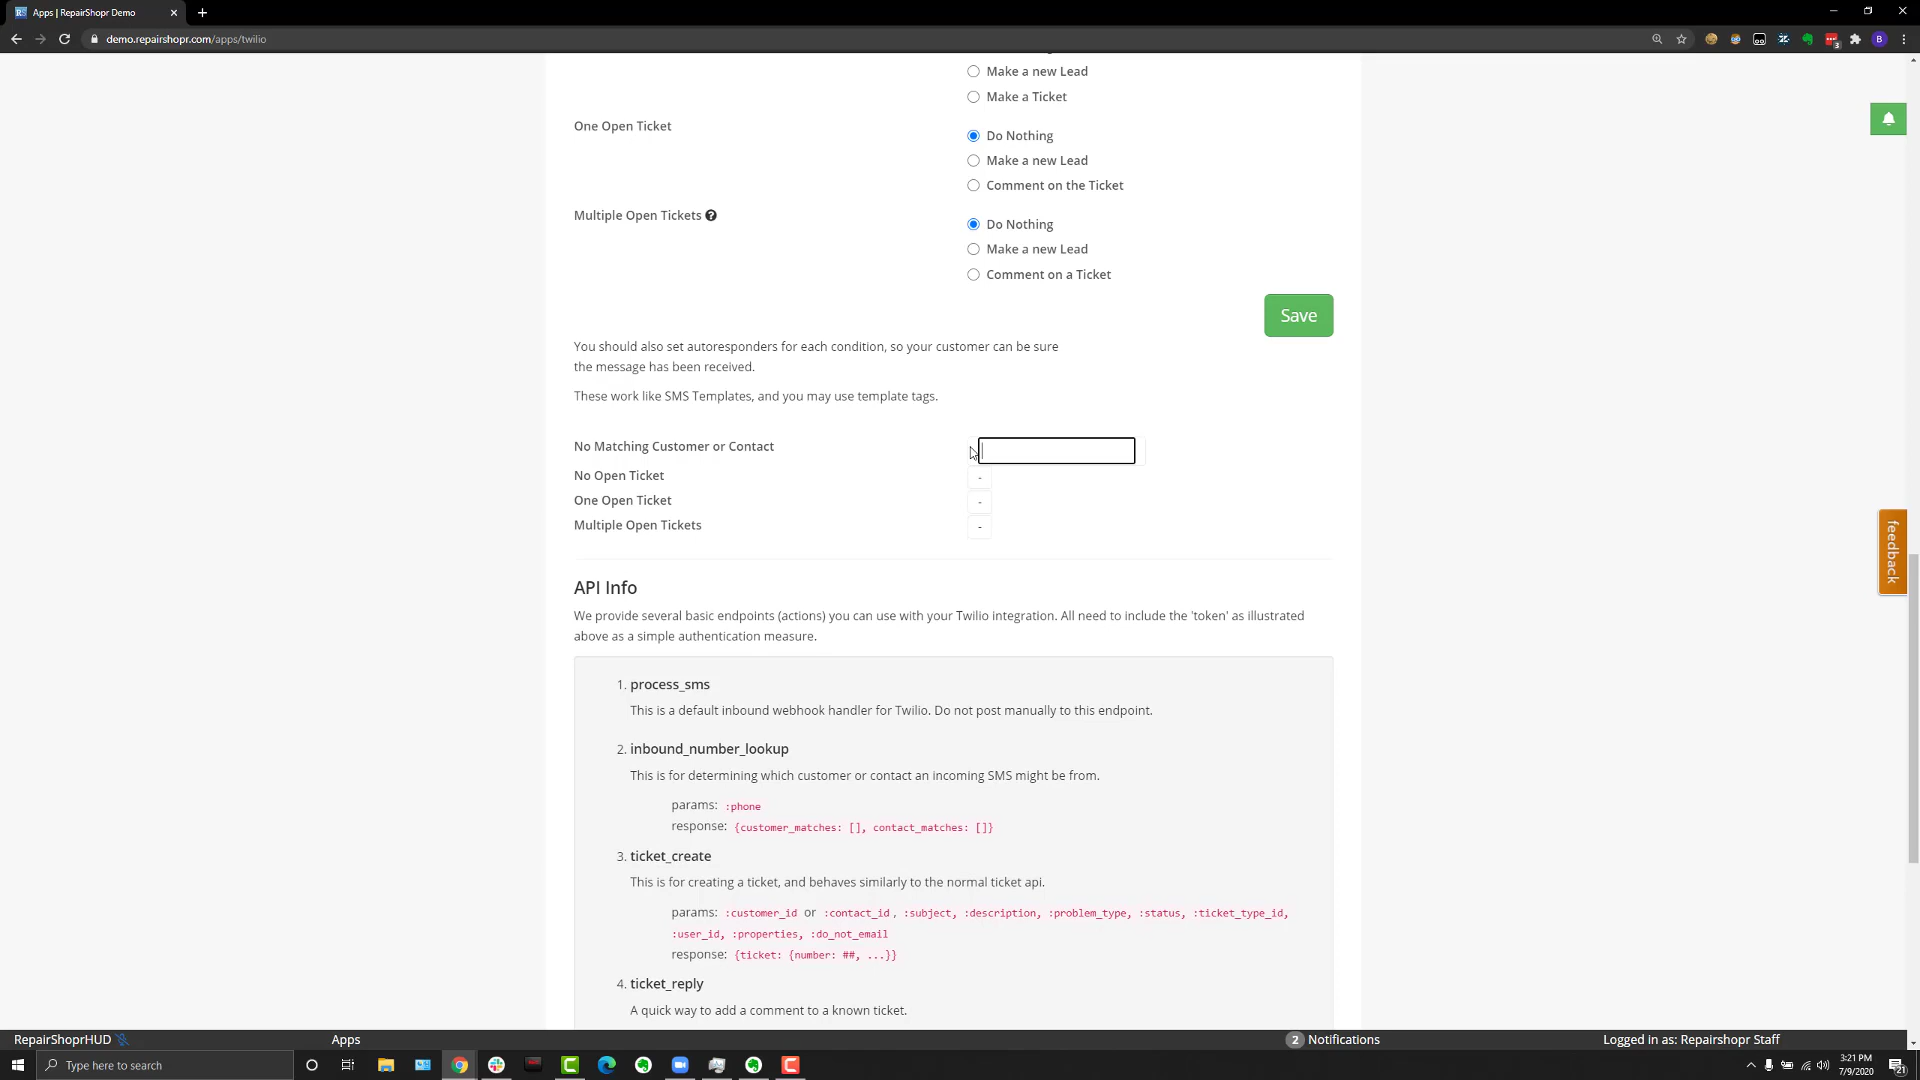 Apps | RepairShopr Demo
demo.repairshopr.com/apps/twilio
Make a new Lead
Make a Ticket
One Open Ticket
Do Nothing
Make a new Lead
Comment on the Ticket
Multiple Open Tickets ?
Do Nothing
Make a new Lead
Comment on a Ticket
Save
You should also set autoresponders for each condition, so your customer can be sure
the message has been received.
These work like SMS Templates, and you may use template tags.
No Matching Customer or Contact
No Open Ticket -
One Open Ticket -
Multiple Open Tickets -
feedback
API Info
We provide several basic endpoints (actions) you can use with your Twilio integration. All need to include the 'token' as illustrated
above as a simple authentication measure.
1. process_sms
This is a default inbound webhook handler for Twilio. Do not post manually to this endpoint.
2. inbound_number_lookup
This is for determining which customer or contact an incoming SMS might be from.
params: :phone
response: {customer_matches: [], contact_matches: []}
3. ticket_create
This is for creating a ticket, and behaves similarly to the normal ticket api.
params: :customer_id or :contact_id , :subject, :description, :problem_type, :status, :ticket_type_id,
:user_id, :properties, :do_not_email
response: {ticket: {number: ##, ...}}
4. ticket_reply
A quick way to add a comment to a known ticket.
RepairShoprHUD Apps 2 Notifications Logged in as: Repairshopr Staff
Type here to search
3:21 PM
7/9/2020